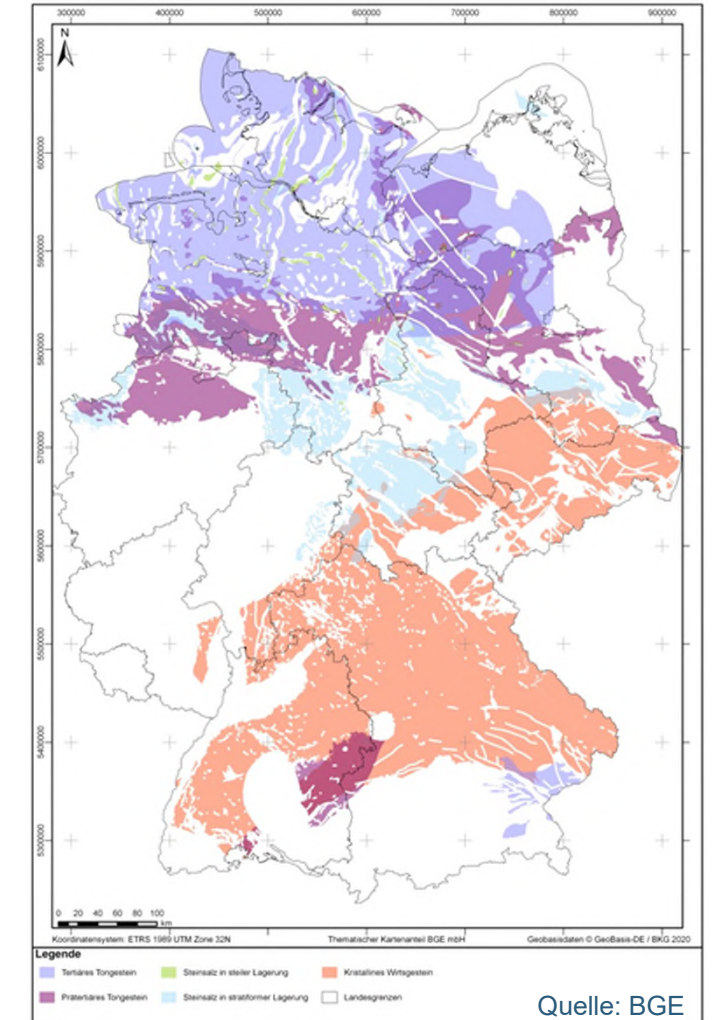 300000 400000 500000 600000 700000 800000 900000
N
6100000
6000000
5900000
5800000
5700000
5600000
5500000
5400000
5300000
0 20 40 60 80 100
km
Koordinatensystem: ETRS 1989 UTM Zone 32N Thematischer Kartenanteil BGE mbH Geobasisdaten © GeoBasis-DE / BKG 2020
Legende
Tertiäres Tongestein Steinsalz in steiler Lagerung Kristallines Wirtsgestein
Prätertiäres Tongestein Steinsalz in stratiformer Lagerung Landesgrenzen
Quelle: BGE